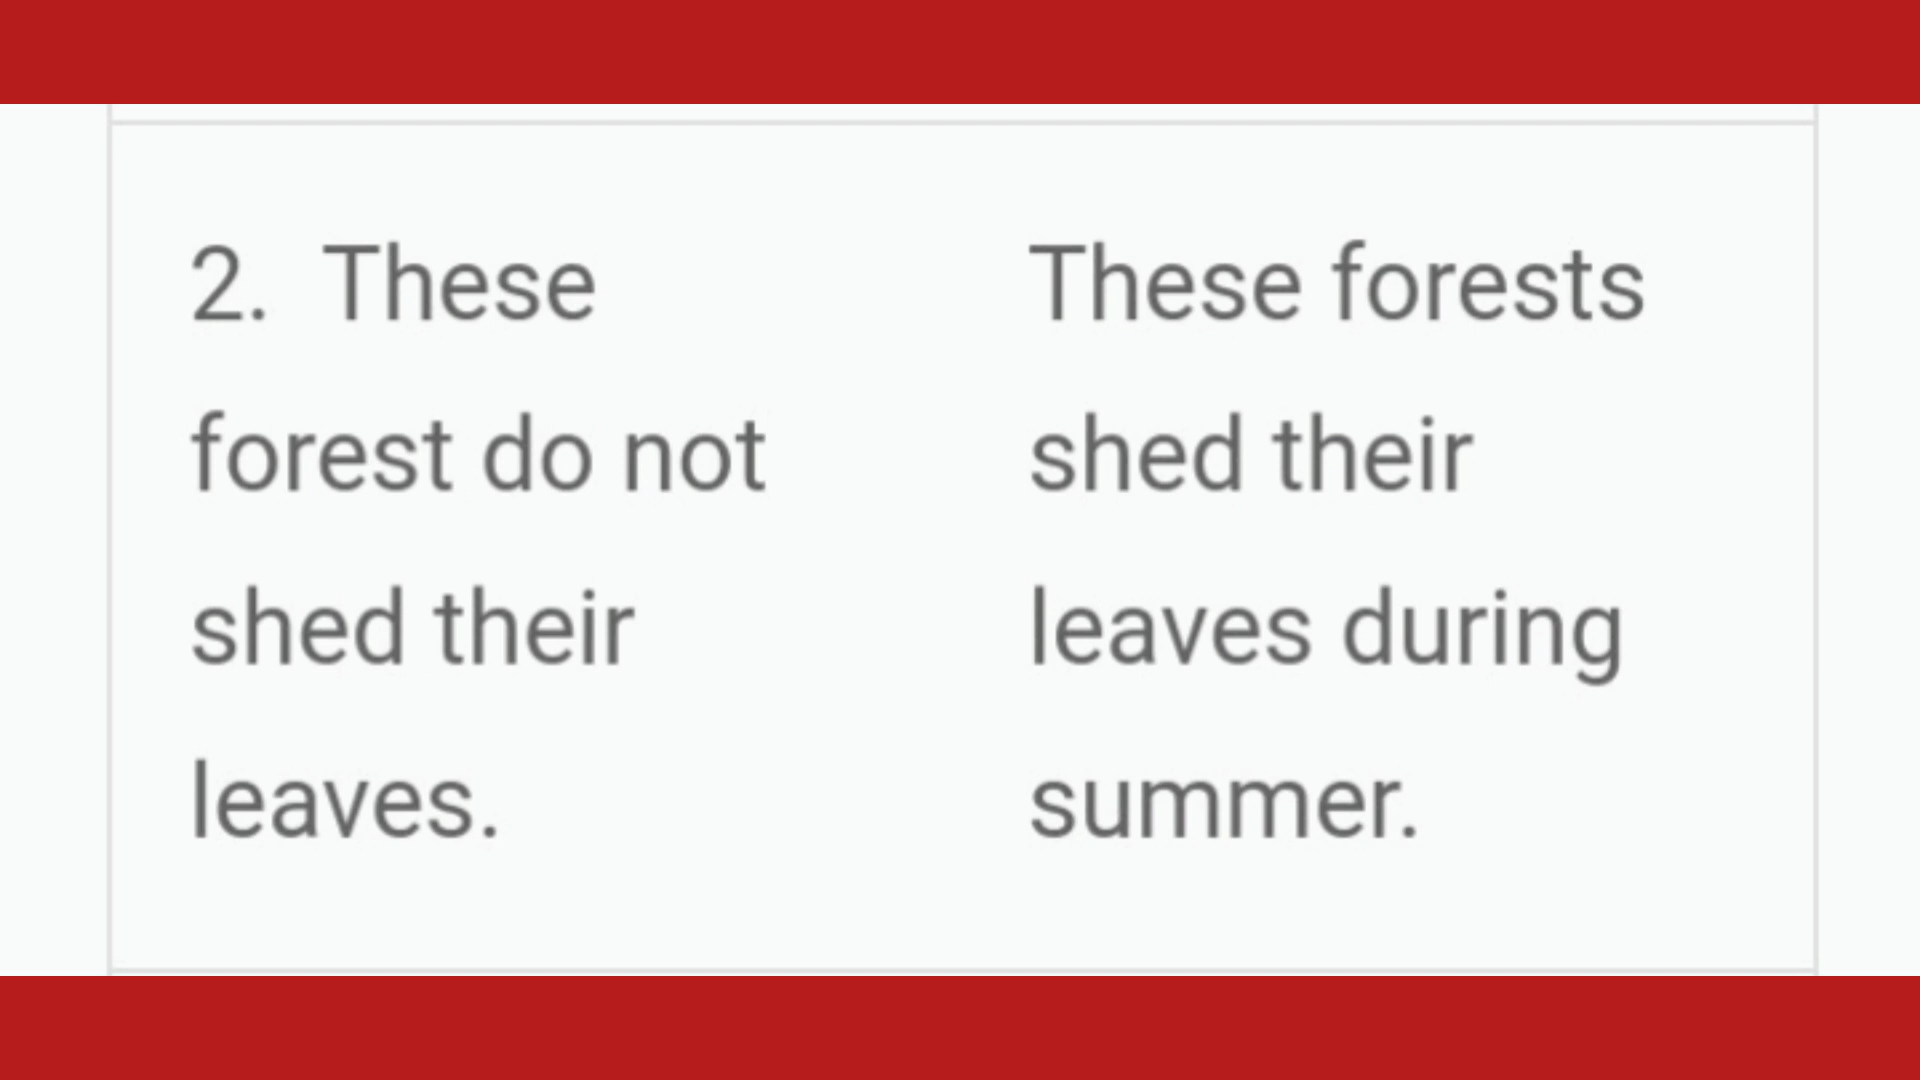 2. These
forest do not
shed their
leaves.
These forests
shed their
leaves during
summer.